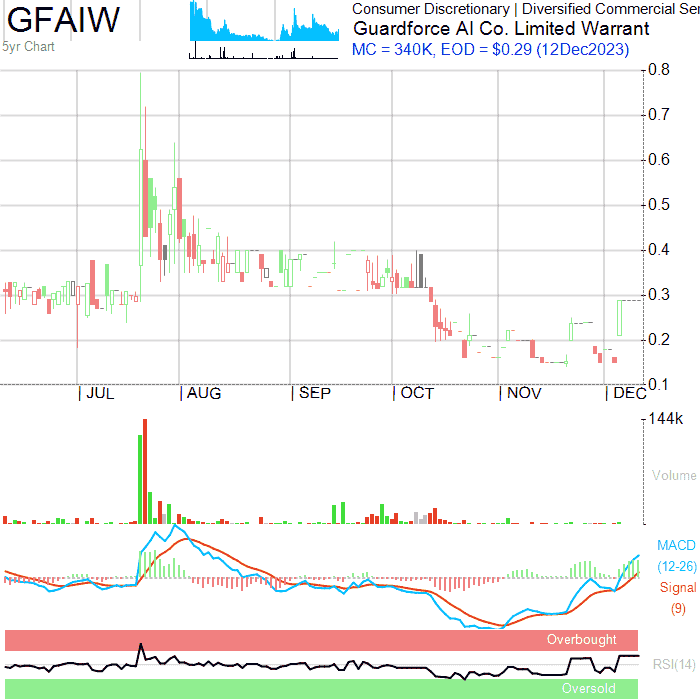 GFAIW
5yr Chart
Consumer Discretionary | Diversified Commercial Ser
Guardforce AI Co. Limited Warrant
MC = 340K, EOD = $0.29 (12Dec2023)
0.8
0.7
0.6
0.5
0.4
0.3
0.2
0.1
JUL
AUG
SEP
OCT
NOV
DEC
144k
Volume
MACD
(12-26)
Signal
(9)
Overbought
RSI(14)
Oversold